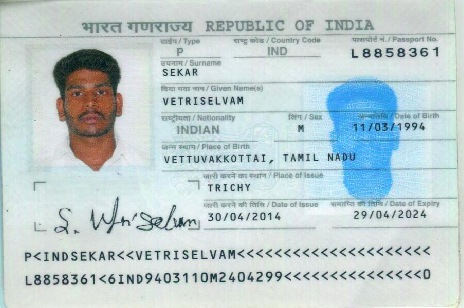 भारत गणराज्य REPUBLIC OF INDIA
टाईप / Type राष्ट्र कोड / Country Code पासपोर्ट नं. / Passport No.
P IND L8858361
उपनाम / Surname
SEKAR
दिया गया नाम / Given Name(s)
VETRISELVAM
राष्ट्रीयता / Nationality लिंग / Sex जन्मतिथि / Date of Birth
INDIAN M 11/03/1994
जन्म स्थान / Place of Birth
VETTUVAKKOTTAI, TAMIL NADU
जारी करने का स्थान / Place of Issue
TRICHY
जारी करने की तिथि / Date of Issue समाप्ति की तिथि / Date of Expiry
30/04/2014 29/04/2024
P<INDSEKAR<<VETRISELVAM<<<<<<<<<<<<<<<<<<<<<
L8858361<6IND9403110M2404299<<<<<<<<<<<<<<<0